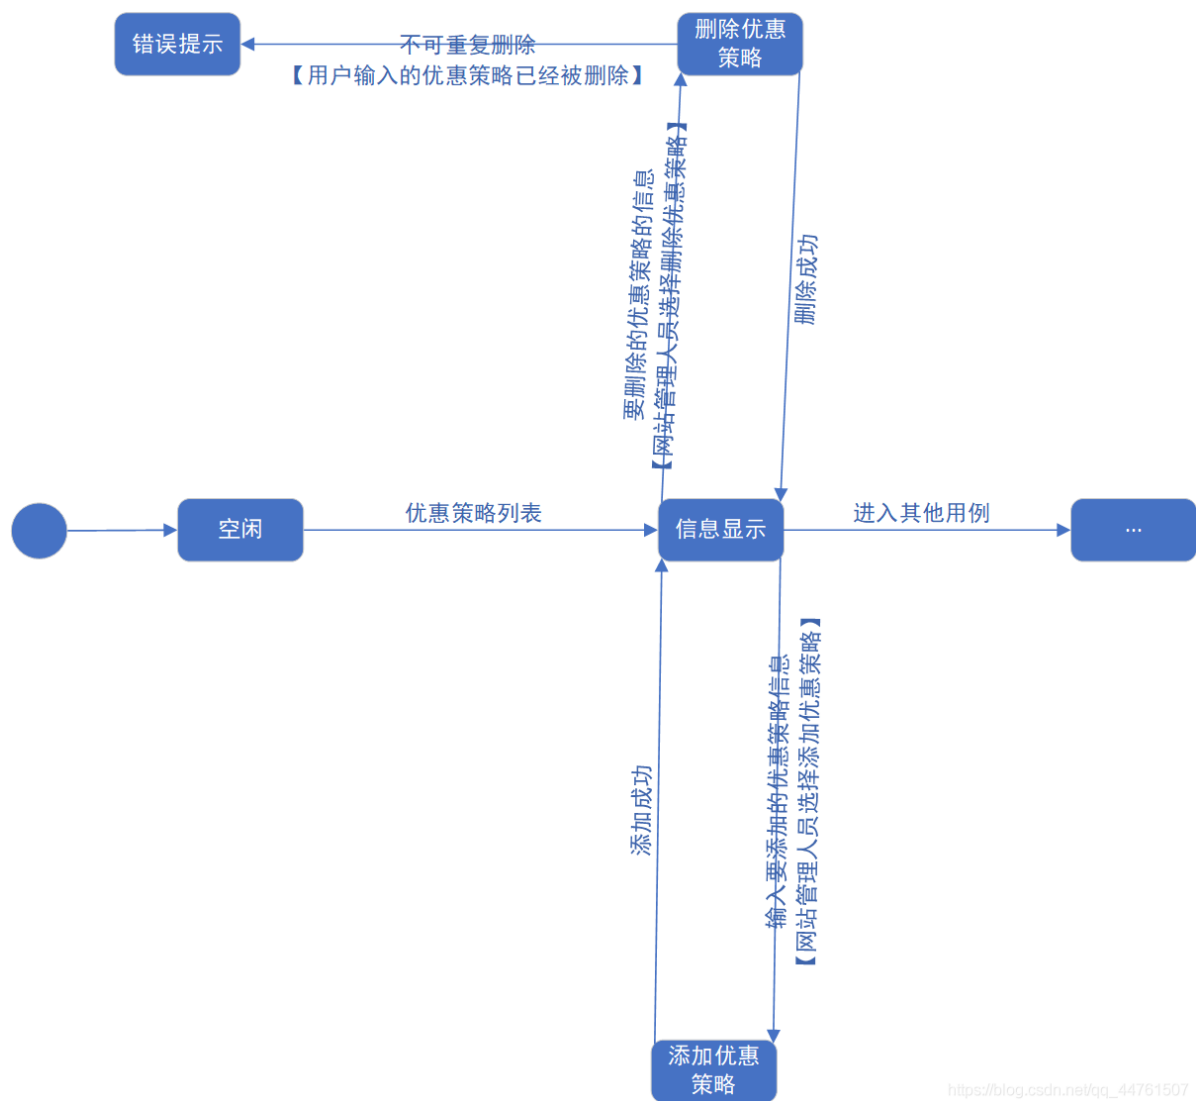 错误提示
不可重复删除
【用户输入的优惠策略已经被删除】
删除优惠
策略
要删除的优惠策略的信息
【网站管理人员选择删除优惠策略】
删除成功
空闲
优惠策略列表
信息显示
进入其他用例
...
添加成功
输入要添加的优惠策略信息
【网站管理人员选择添加优惠策略】
添加优惠
策略
https://blog.csdn.net/qq_44761507